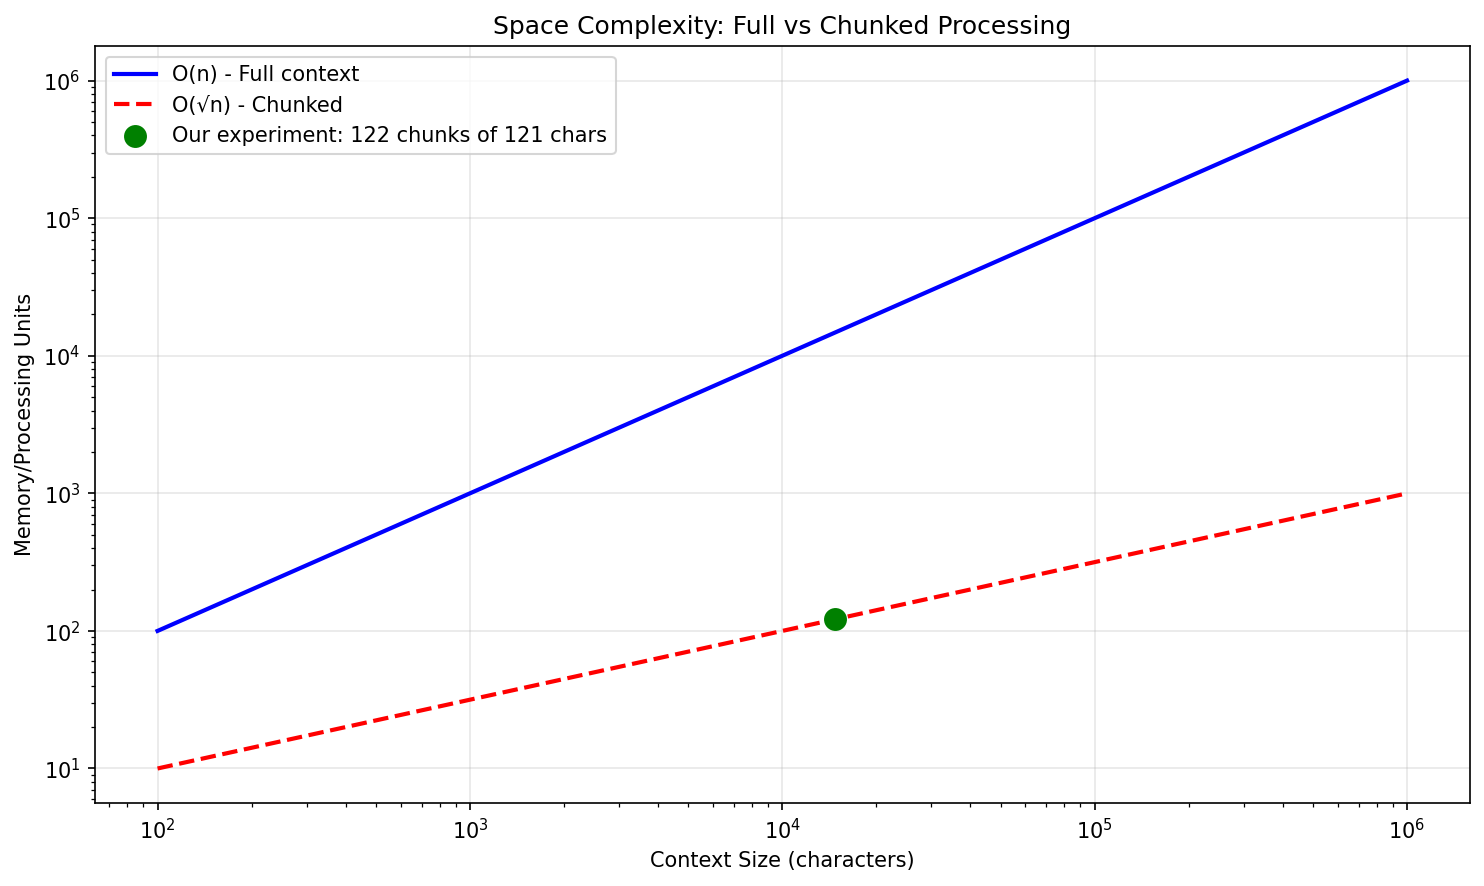 Space Complexity: Full vs Chunked Processing
O(n) - Full context
O(√n) - Chunked
Our experiment: 122 chunks of 121 chars
Memory/Processing Units
10⁶
10⁵
10⁴
10³
10²
10¹
10² 10³ 10⁴ 10⁵ 10⁶
Context Size (characters)